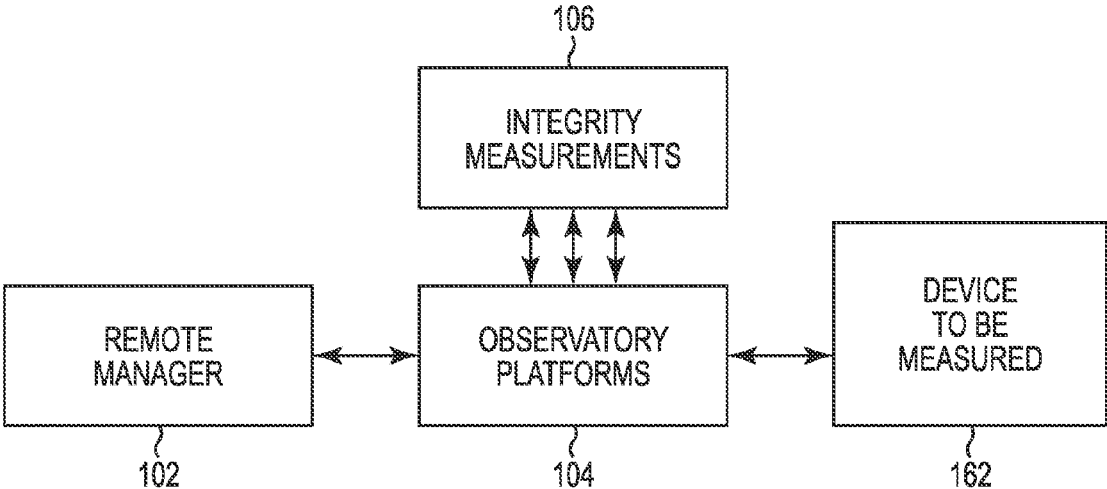 106
INTEGRITY
MEASUREMENTS
REMOTE
MANAGER
102
OBSERVATORY
PLATFORMS
104
DEVICE
TO BE
MEASURED
162